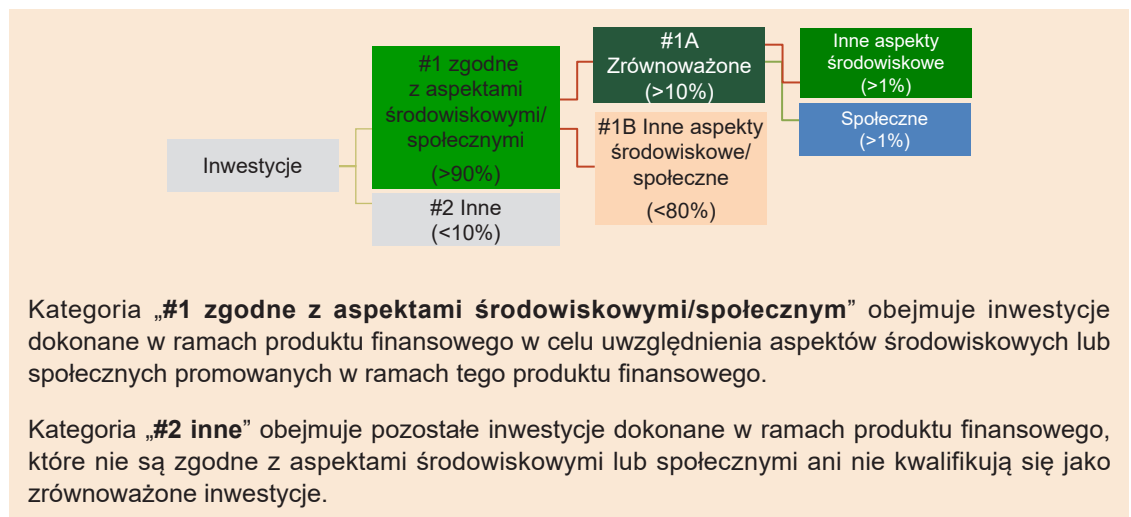 Inwestycje
#1 zgodne
z aspektami
środowiskowymi/
społecznymi
(>90%)
#2 Inne
(<10%)
#1A
Zrównoważone
(>10%)
#1B Inne aspekty
środowiskowe/
społeczne
(<80%)
Inne aspekty
środowiskowe
(>1%)
Społeczne
(>1%)
Kategoria „#1 zgodne z aspektami środowiskowymi/społecznym” obejmuje inwestycje
dokonane w ramach produktu finansowego w celu uwzględnienia aspektów środowiskowych lub
społecznych promowanych w ramach tego produktu finansowego.
Kategoria „#2 inne” obejmuje pozostałe inwestycje dokonane w ramach produktu finansowego,
które nie są zgodne z aspektami środowiskowymi lub społecznymi ani nie kwalifikują się jako
zrównoważone inwestycje.